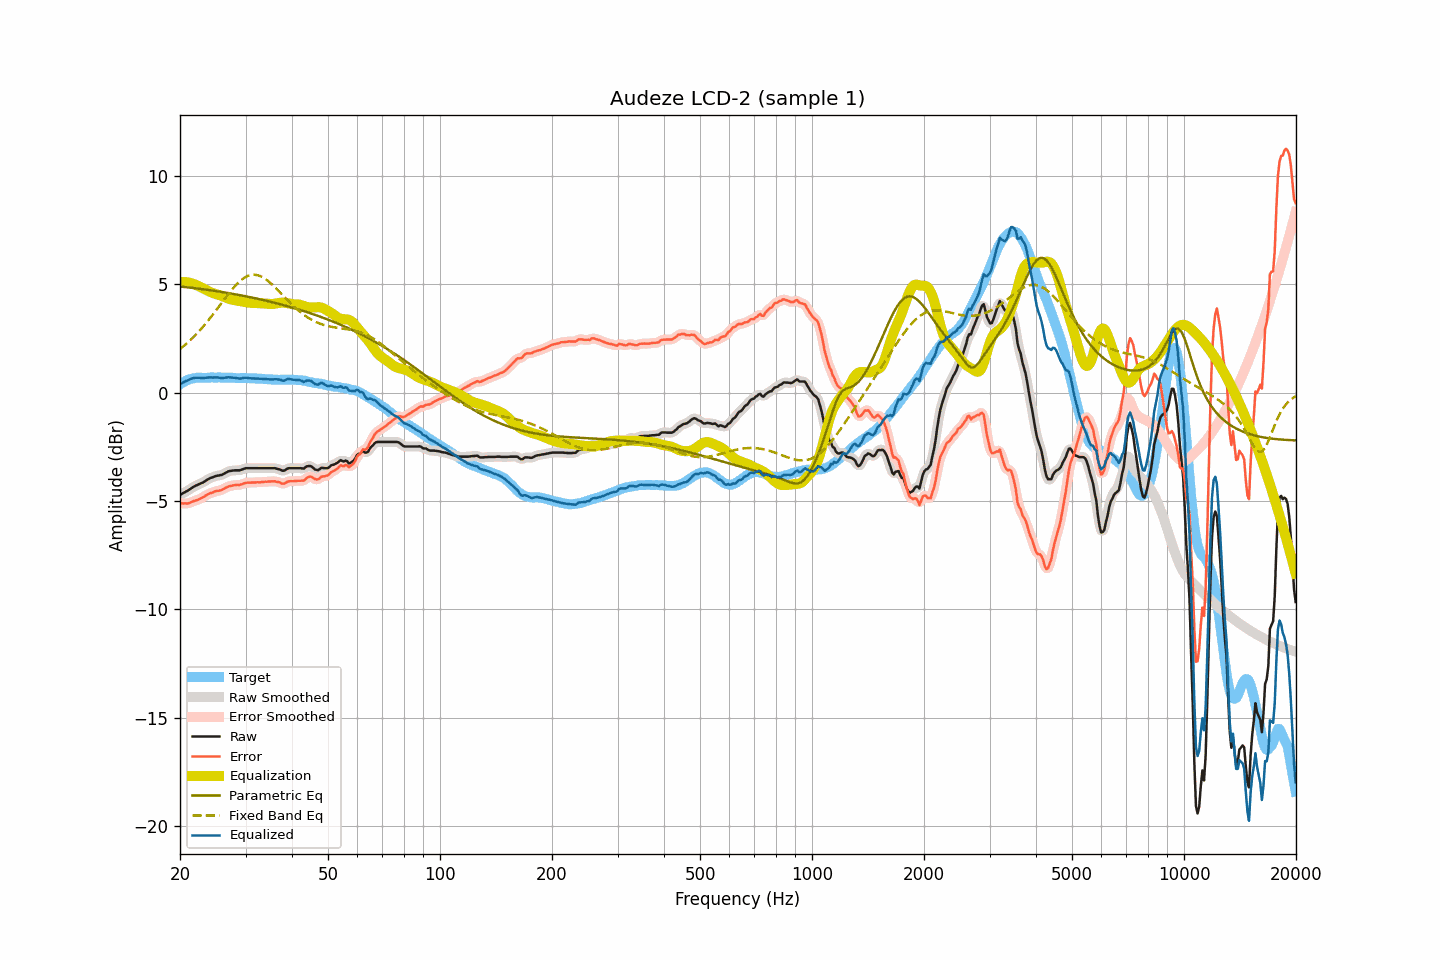 Audeze LCD-2 (sample 1)
Amplitude (dBr)
10
5
0
−5
−10
−15
−20
Target
Raw Smoothed
Error Smoothed
Raw
Error
Equalization
Parametric Eq
Fixed Band Eq
Equalized
20 50 100 200 500 1000 2000 5000 10000 20000
Frequency (Hz)